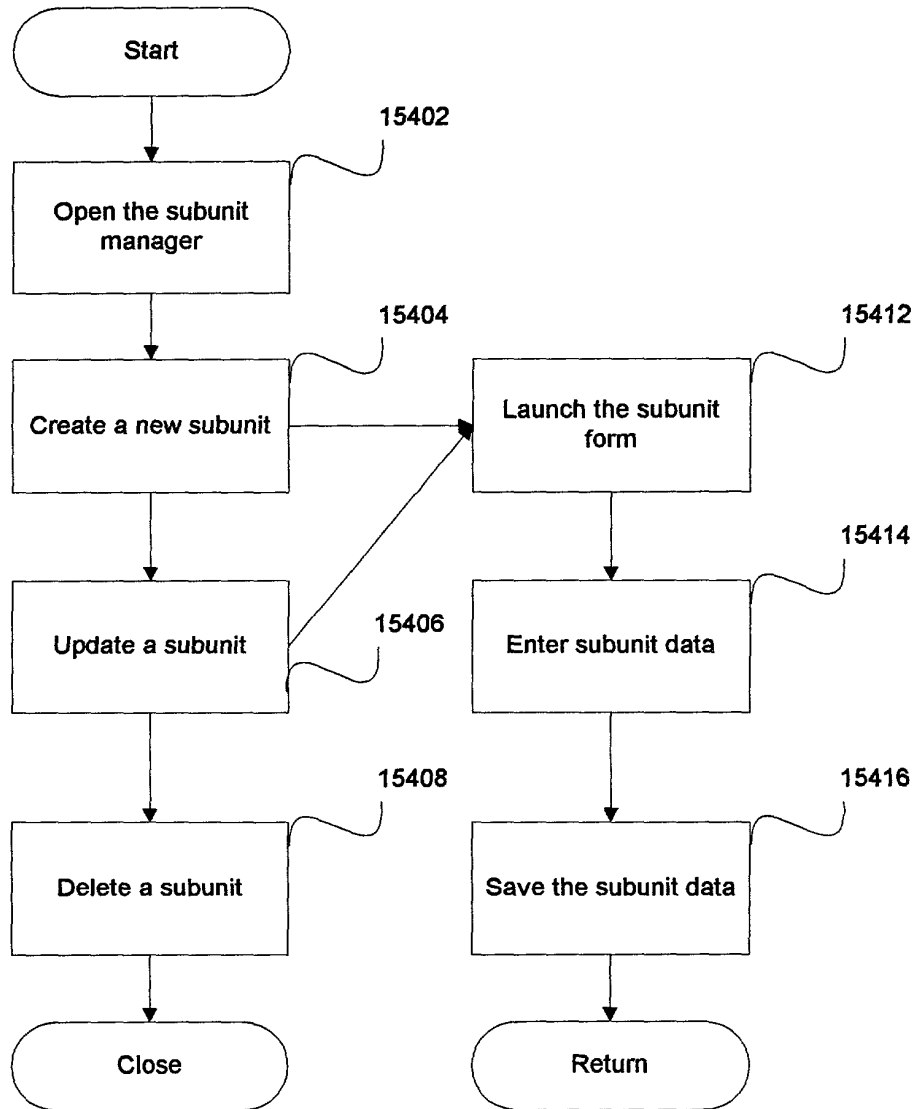 Start
15402
Open the subunit
manager
15404
Create a new subunit
15412
Launch the subunit
form
15406
Update a subunit
15414
Enter subunit data
15408
Delete a subunit
15416
Save the subunit data
Close
Return